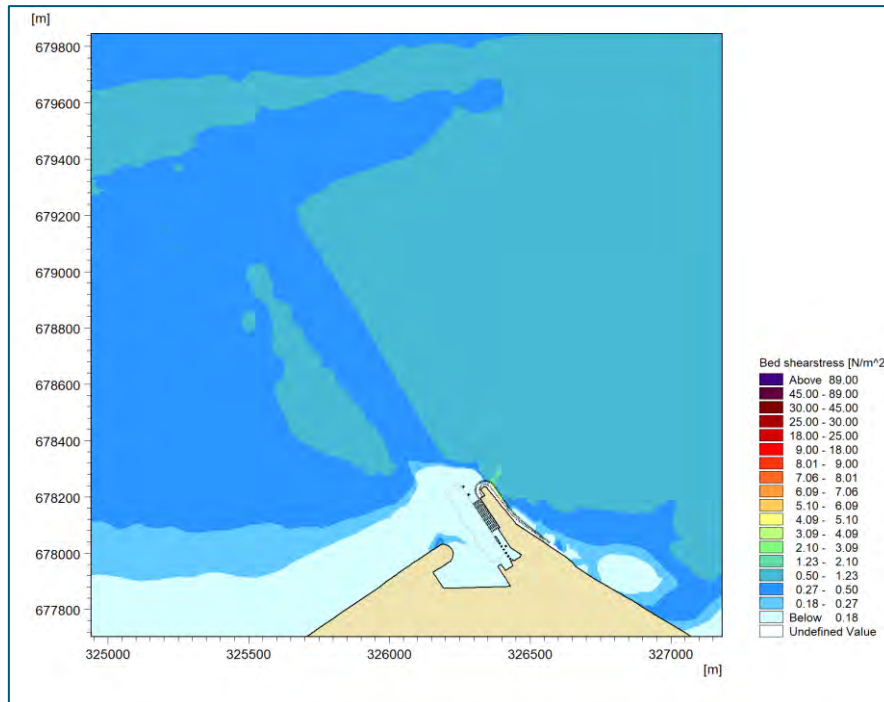 [m]
679800
679600
679400
679200
679000
678800
678600
678400
678200
678000
677800
325000 325500 326000 326500 327000
[m]
Bed shearstress [N/m^2
Above 89.00
45.00 - 89.00
30.00 - 45.00
25.00 - 30.00
18.00 - 25.00
9.00 - 18.00
8.01 - 9.00
7.06 - 8.01
6.09 - 7.06
5.10 - 6.09
4.09 - 5.10
3.09 - 4.09
2.10 - 3.09
1.23 - 2.10
0.50 - 1.23
0.27 - 0.50
0.18 - 0.27
Below 0.18
Undefined Value